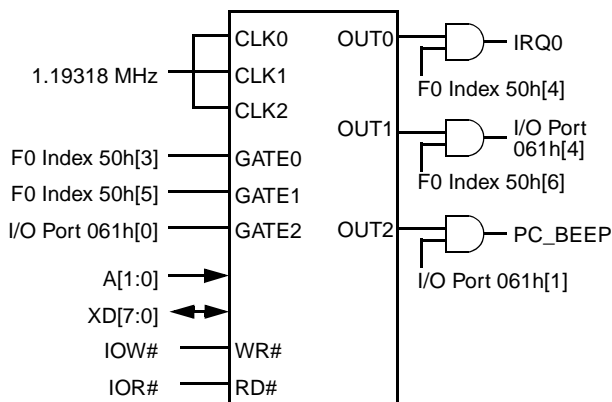 CLK0
OUT0
IRQ0
1.19318 MHz
CLK1
F0 Index 50h[4]
CLK2
OUT1
I/O Port
061h[4]
F0 Index 50h[3]
GATE0
F0 Index 50h[6]
F0 Index 50h[5]
GATE1
I/O Port 061h[0]
GATE2
OUT2
PC_BEEP
A[1:0]
I/O Port 061h[1]
XD[7:0]
IOW#
WR#
IOR#
RD#